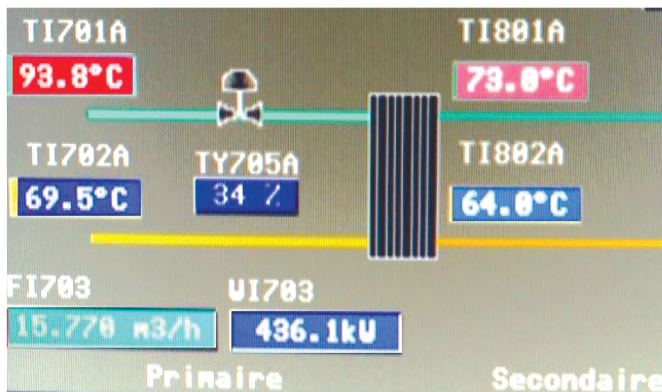 TI701A TI801A
93.8°C 73.0°C
TI702A TY705A TI802A
69.5°C 34 % 64.0°C
FI703 WI703
15.770 m3/h 436.1kW
Primaire Secondaire